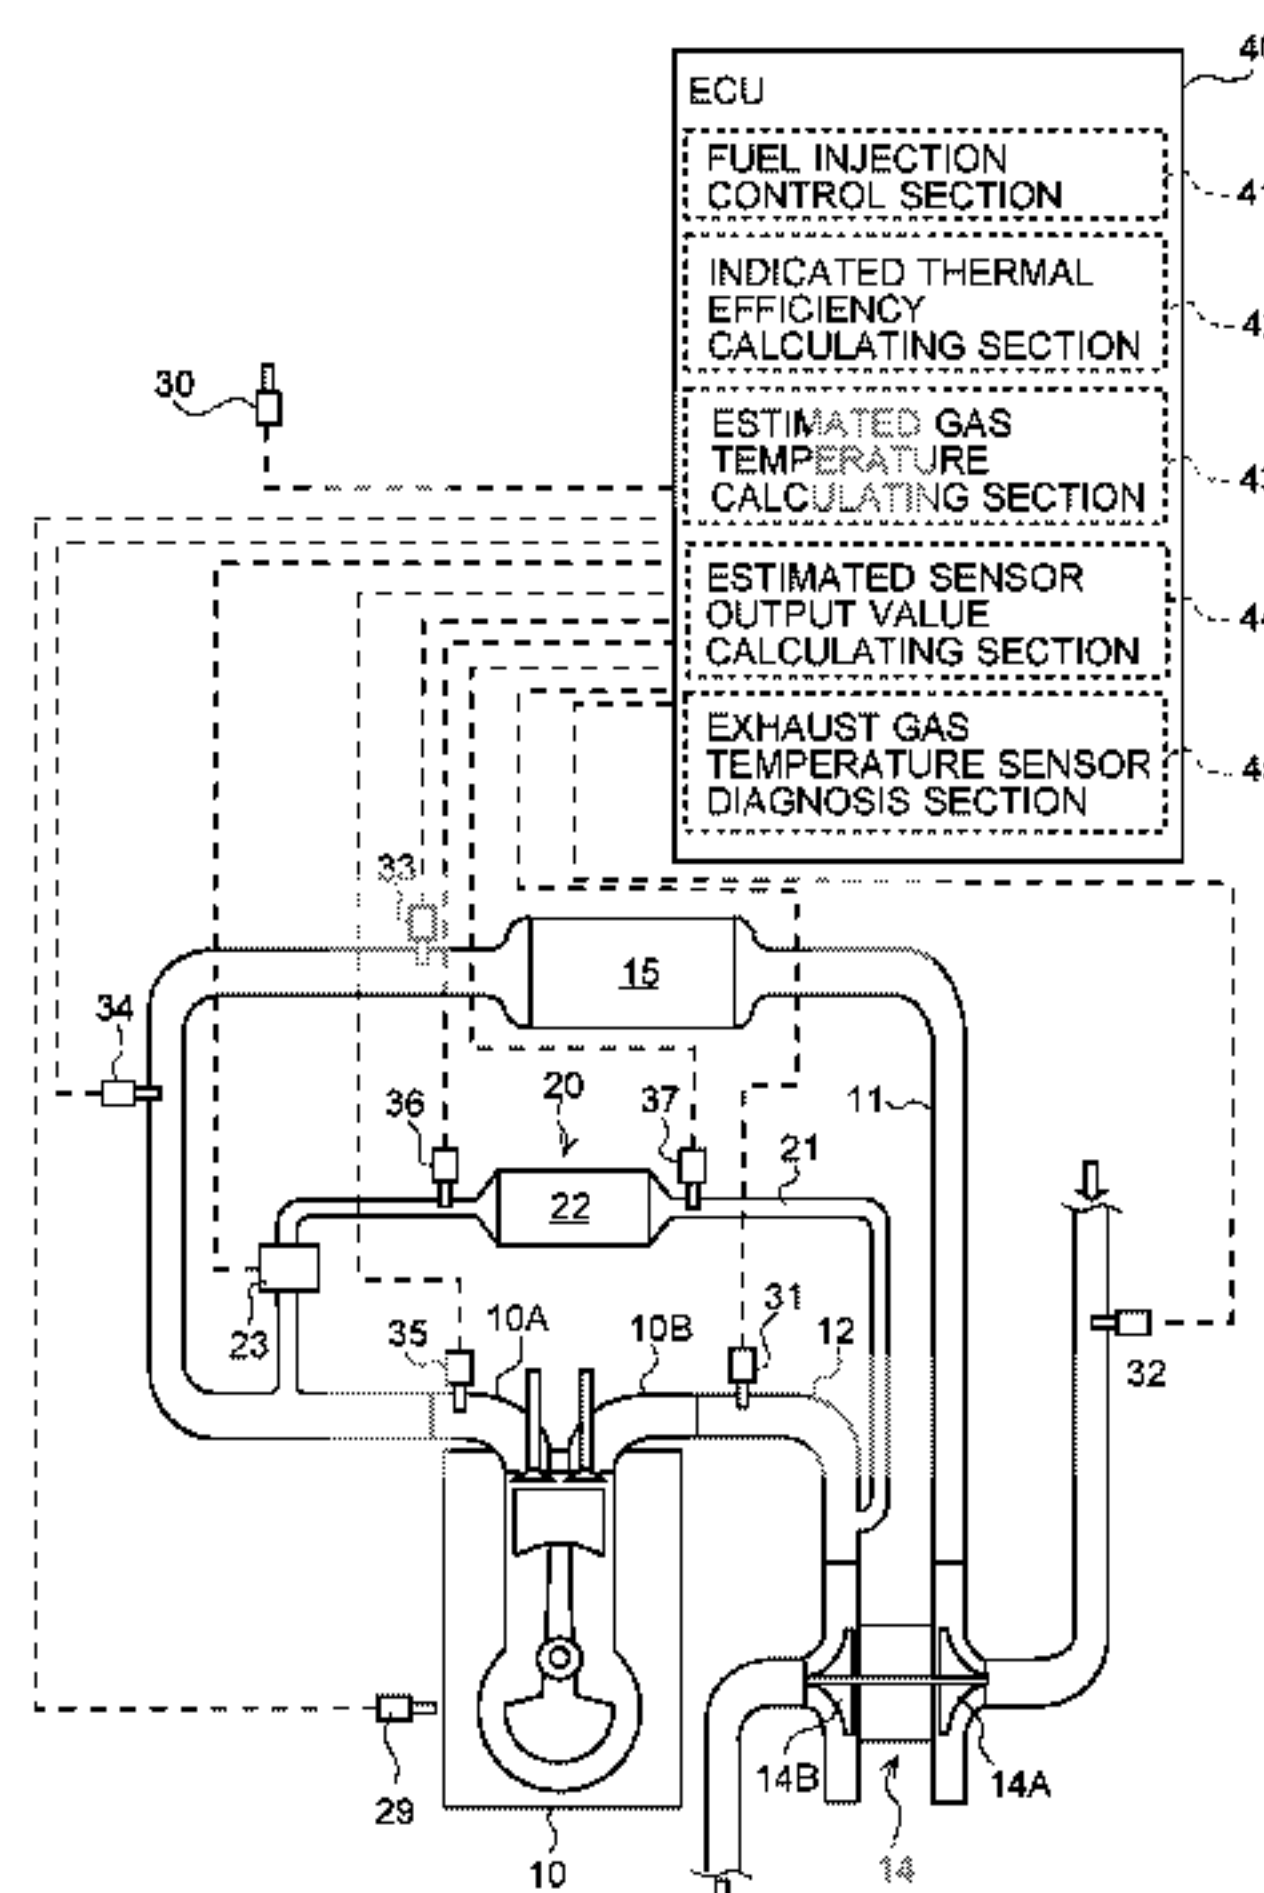 40
ECU
FUEL INJECTION
CONTROL SECTION
41
INDICATED THERMAL
EFFICIENCY
CALCULATING SECTION
30
ESTIMATED GAS
TEMPERATURE
CALCULATING SECTION
ESTIMATED SENSOR
OUTPUT VALUE
CALCULATING SECTION
44
EXHAUST GAS
TEMPERATURE SENSOR
DIAGNOSIS SECTION
33
15
34
20
36
37
11
21
22
23
35
10A
10B
31
12
32
14B
14A
29
10
14